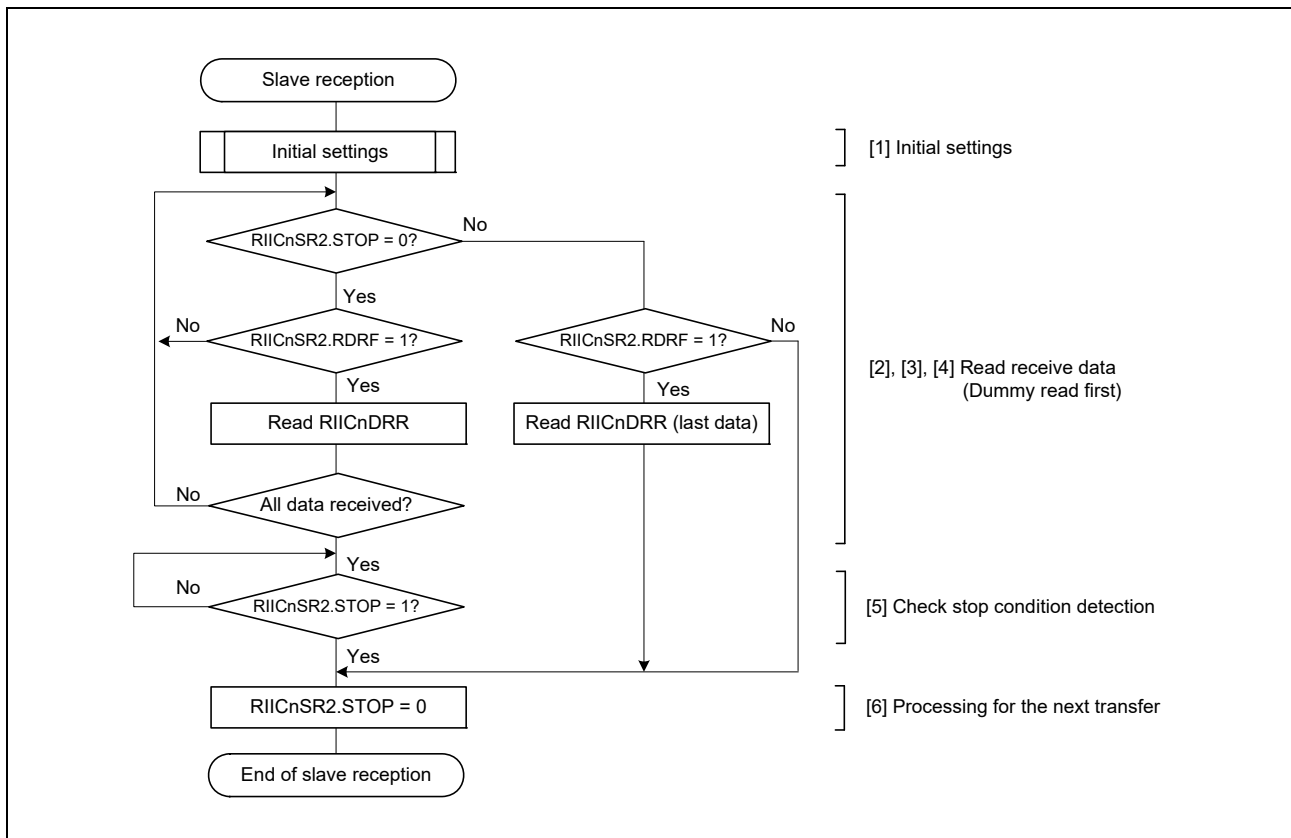 Slave reception
Initial settings
[1] Initial settings
RIICnSR2.STOP = 0?
No
Yes
No
RIICnSR2.RDRF = 1?
RIICnSR2.RDRF = 1?
No
[2], [3], [4] Read receive data
(Dummy read first)
Yes
Yes
Read RIICnDRR
Read RIICnDRR (last data)
No
All data received?
Yes
No
RIICnSR2.STOP = 1?
[5] Check stop condition detection
Yes
RIICnSR2.STOP = 0
[6] Processing for the next transfer
End of slave reception